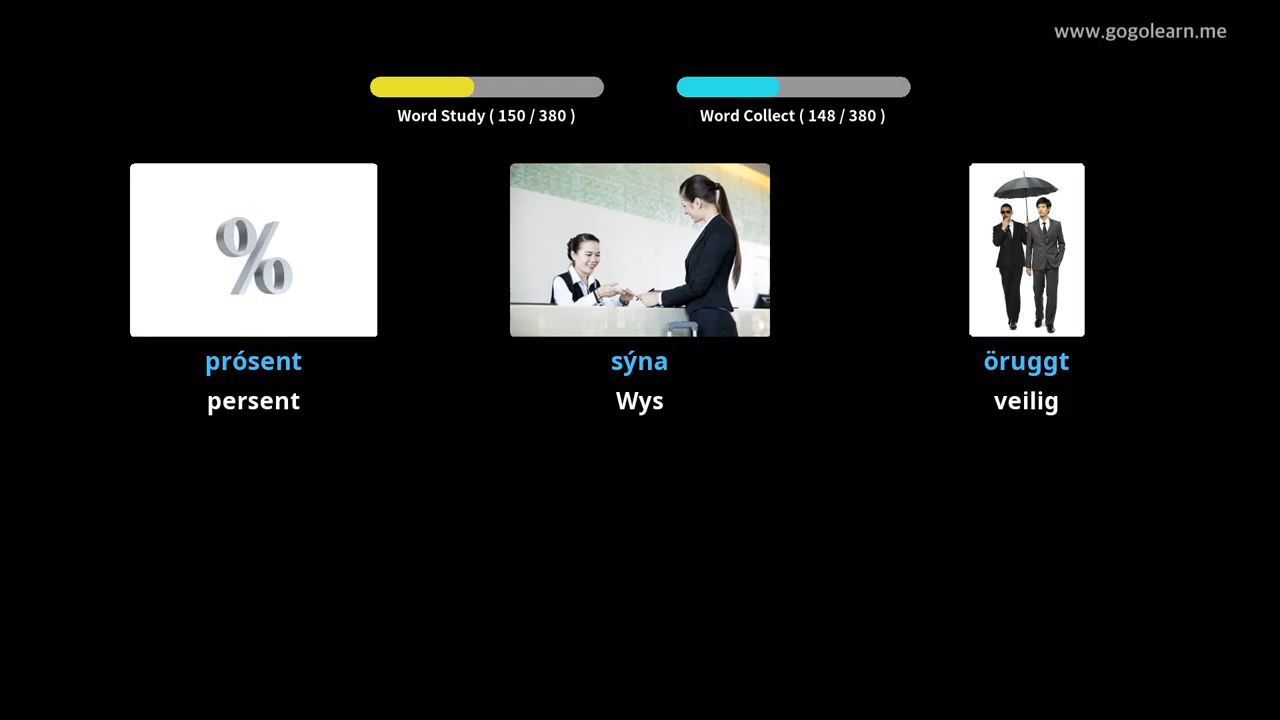 www.gogolearn.me
Word Study ( 150 / 380 )
Word Collect ( 148 / 380 )
prósent
sýna
öruggt
persent
Wys
veilig